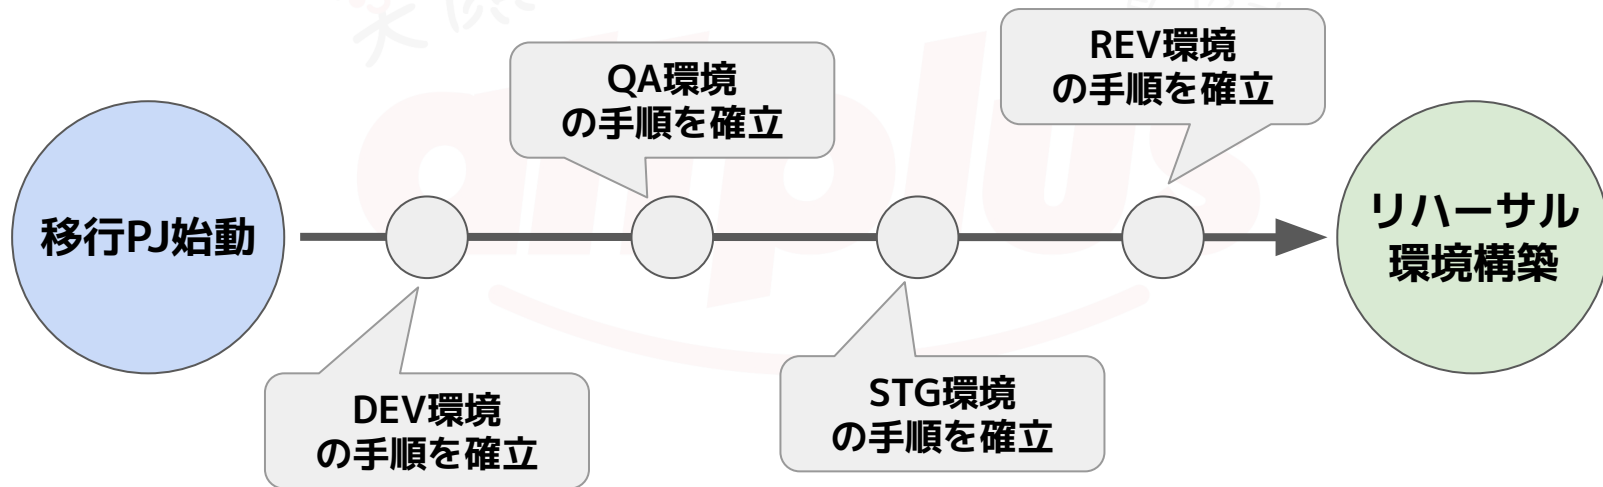 移行PJ始動
DEV環境
の手順を確立
QA環境
の手順を確立
STG環境
の手順を確立
REV環境
の手順を確立
リハーサル
環境構築